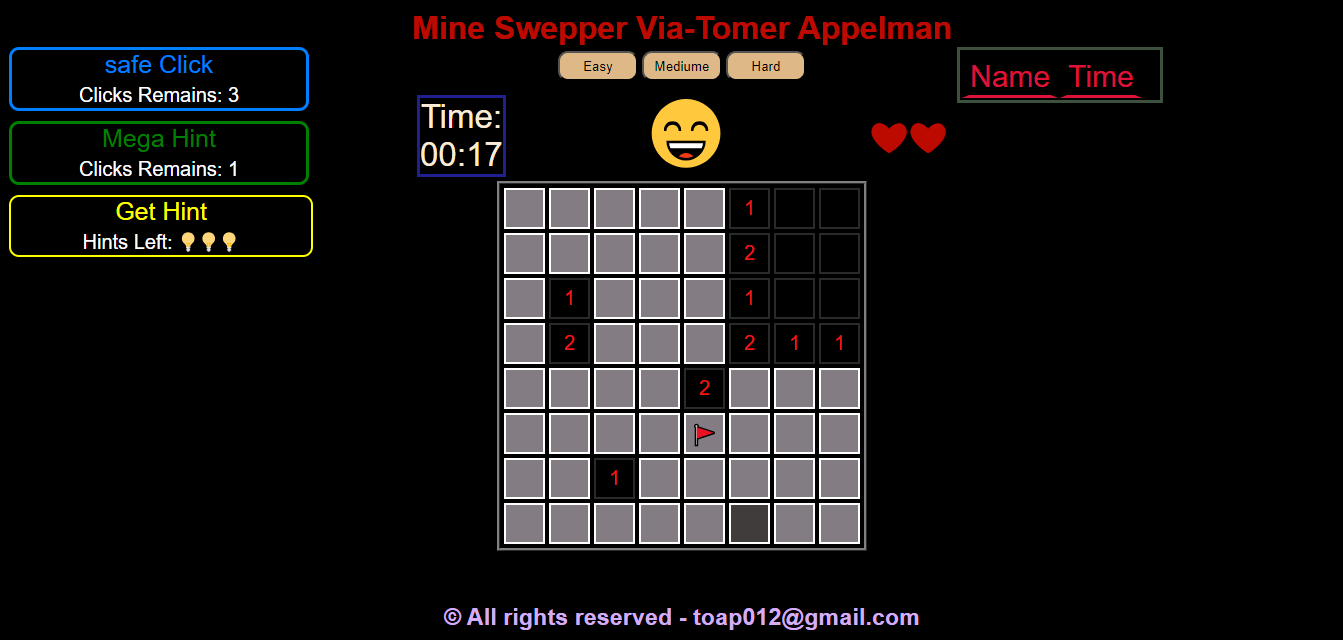 Mine Swepper Via-Tomer Appelman
safe Click
Clicks Remains: 3
Mega Hint
Clicks Remains: 1
Get Hint
Hints Left:
Easy Mediume Hard
Time:
00:17
Name Time
1
2
1 1
2 2 1 1
2
1
© All rights reserved - toap012@gmail.com